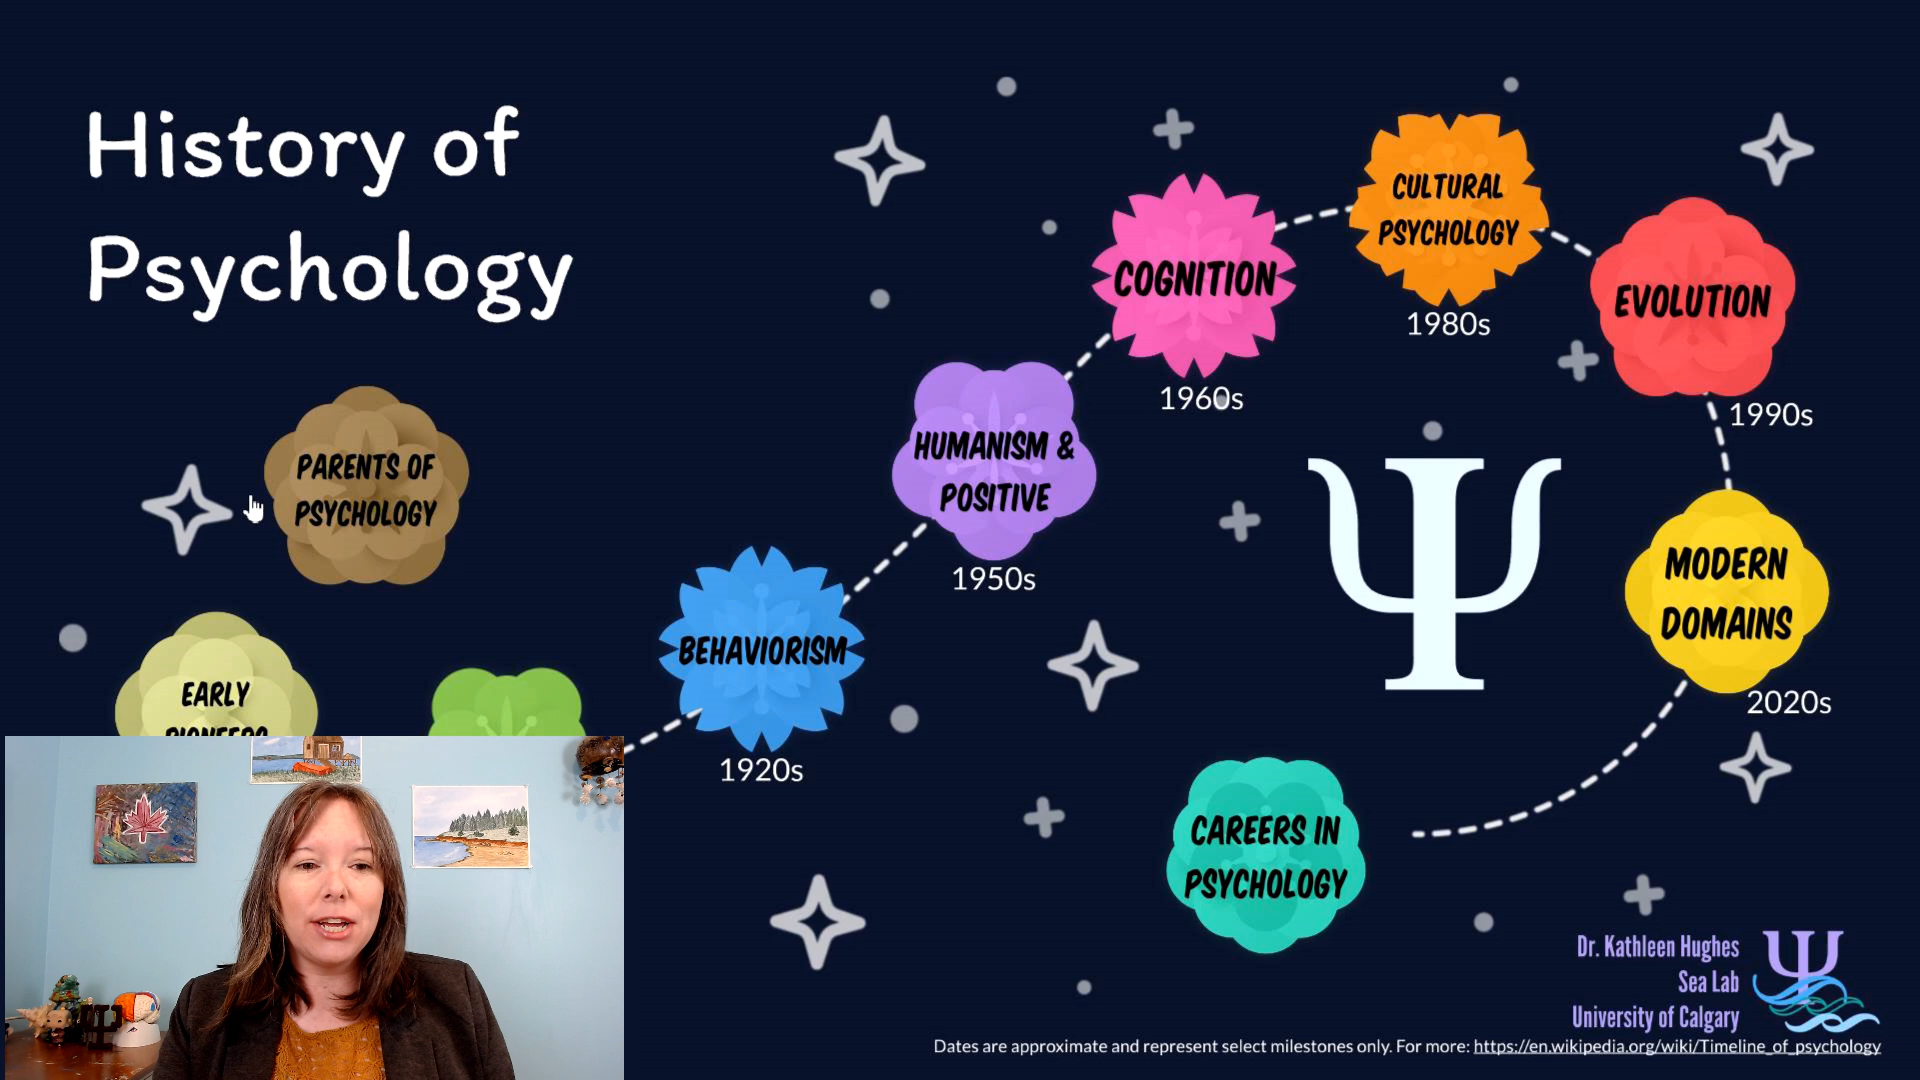 History of
Psychology
PARENTS OF
PSYCHOLOGY
EARLY
PIONEERS
BEHAVIORISM
1920s
HUMANISM &
POSITIVE
1950s
COGNITION
1960s
CULTURAL
PSYCHOLOGY
1980s
EVOLUTION
1990s
MODERN
DOMAINS
2020s
CAREERS IN
PSYCHOLOGY
Dr. Kathleen Hughes
Sea Lab
University of Calgary
Dates are approximate and represent select milestones only. For more: https://en.wikipedia.org/wiki/Timeline_of_psychology